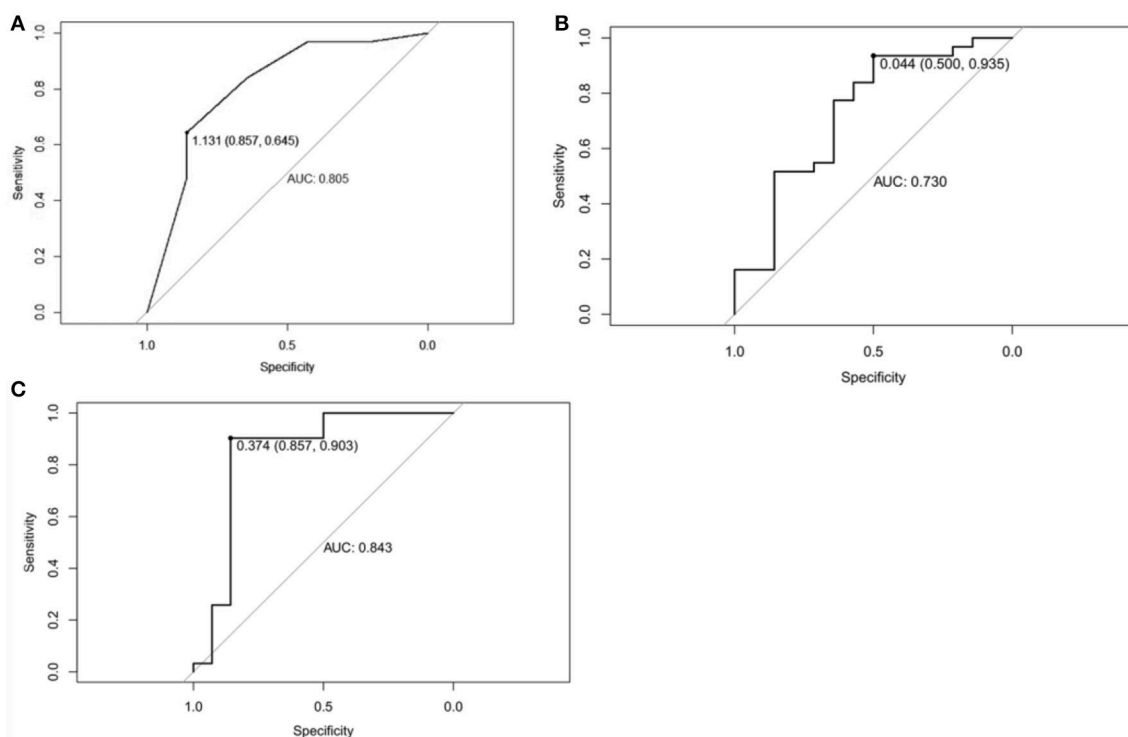 A
1.0
0.8
0.6
0.4
0.2
0.0
Sensitivity
1.131 (0.857, 0.645)
AUC: 0.805
1.0 0.5 0.0
Specificity
B
1.0
0.8
0.6
0.4
0.2
0.0
Sensitivity
0.044 (0.500, 0.935)
AUC: 0.730
1.0 0.5 0.0
Specificity
C
1.0
0.8
0.6
0.4
0.2
0.0
Sensitivity
0.374 (0.857, 0.903)
AUC: 0.843
1.0 0.5 0.0
Specificity